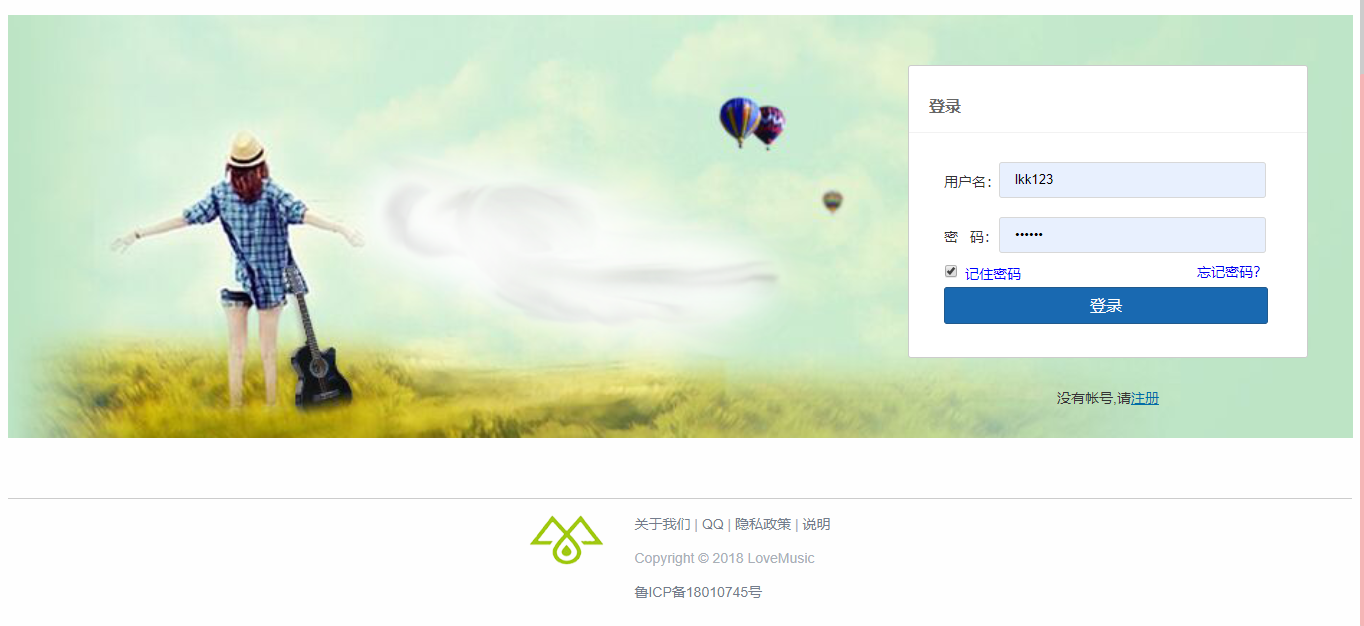 登录
用户名：
lkk123
密 码：
••••••
记住密码
忘记密码?
登录
没有帐号,请注册
关于我们 | QQ | 隐私政策 | 说明
Copyright © 2018 LoveMusic
鲁ICP备18010745号